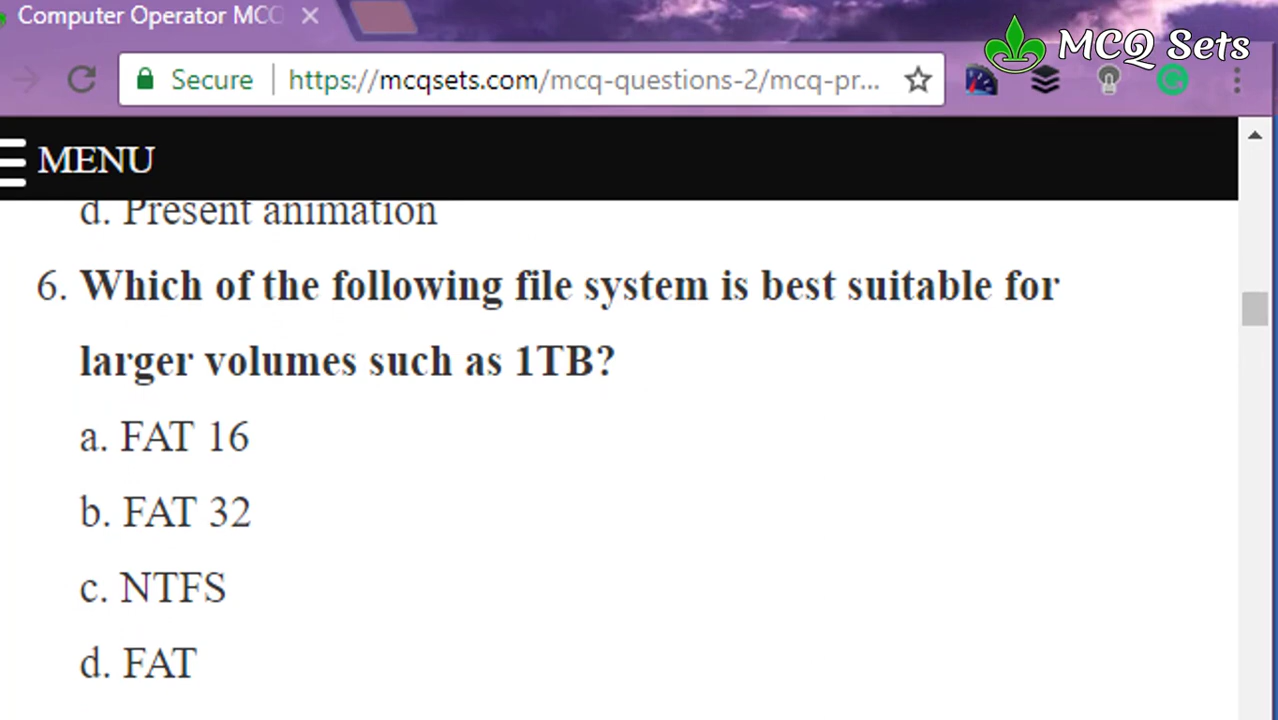 Computer Operator MCC
MCQ Sets
Secure https://mcqsets.com/mcq-questions-2/mcq-pr...
MENU
d. Present animation
6. Which of the following file system is best suitable for
larger volumes such as 1TB?
a. FAT 16
b. FAT 32
c. NTFS
d. FAT